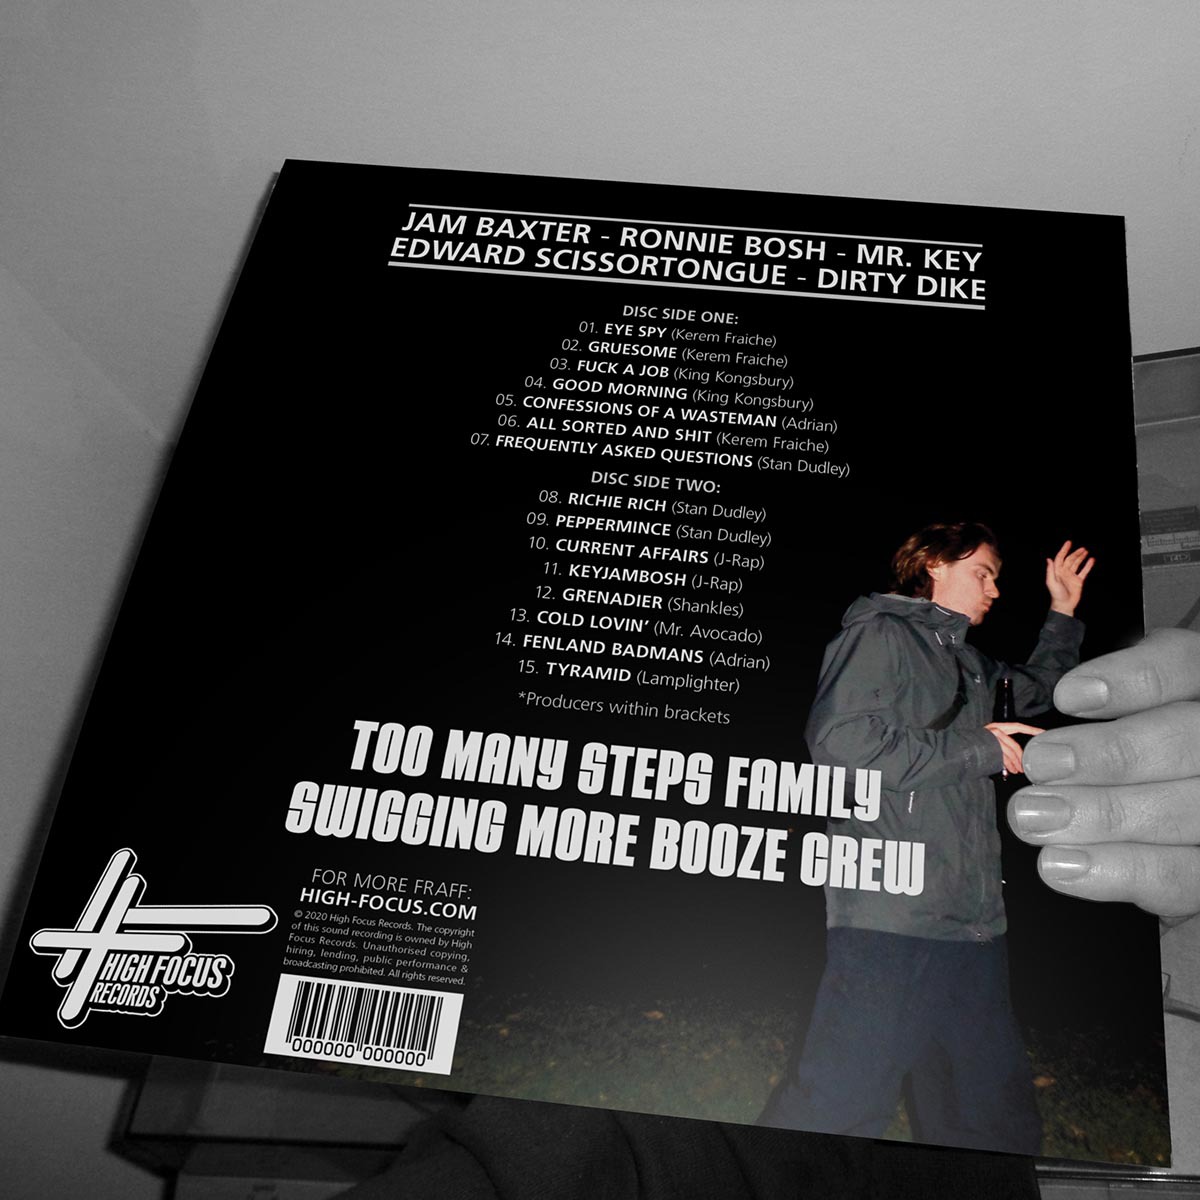 JAM BAXTER - RONNIE BOSH - MR. KEY
EDWARD SCISSORTONGUE - DIRTY DIKE
DISC SIDE ONE:
01. EYE SPY (Kerem Fraiche)
02. GRUESOME (Kerem Fraiche)
03. FUCK A JOB (King Kongsbury)
04. GOOD MORNING (King Kongsbury)
05. CONFESSIONS OF A WASTEMAN (Adrian)
06. ALL SORTED AND SHIT (Kerem Fraiche)
07. FREQUENTLY ASKED QUESTIONS (Stan Dudley)
DISC SIDE TWO:
08. RICHIE RICH (Stan Dudley)
09. PEPPERMINCE (Stan Dudley)
10. CURRENT AFFAIRS (J-Rap)
11. KEYJAMBOSH (J-Rap)
12. GRENADIER (Shankles)
13. COLD LOVIN' (Mr. Avocado)
14. FENLAND BADMANS (Adrian)
15. TYRAMID (Lamplighter)
*Producers within brackets
TOO MANY STEPS FAMILY
SWIGGING MORE BOOZE CREW
FOR MORE FRAFF:
HIGH-FOCUS.COM
© 2020 High Focus Records. The copyright
of this sound recording is owned by High
Focus Records. Unauthorised copying,
hiring, lending, public performance &
broadcasting prohibited. All rights reserved.
HIGH FOCUS
RECORDS
000000 000000